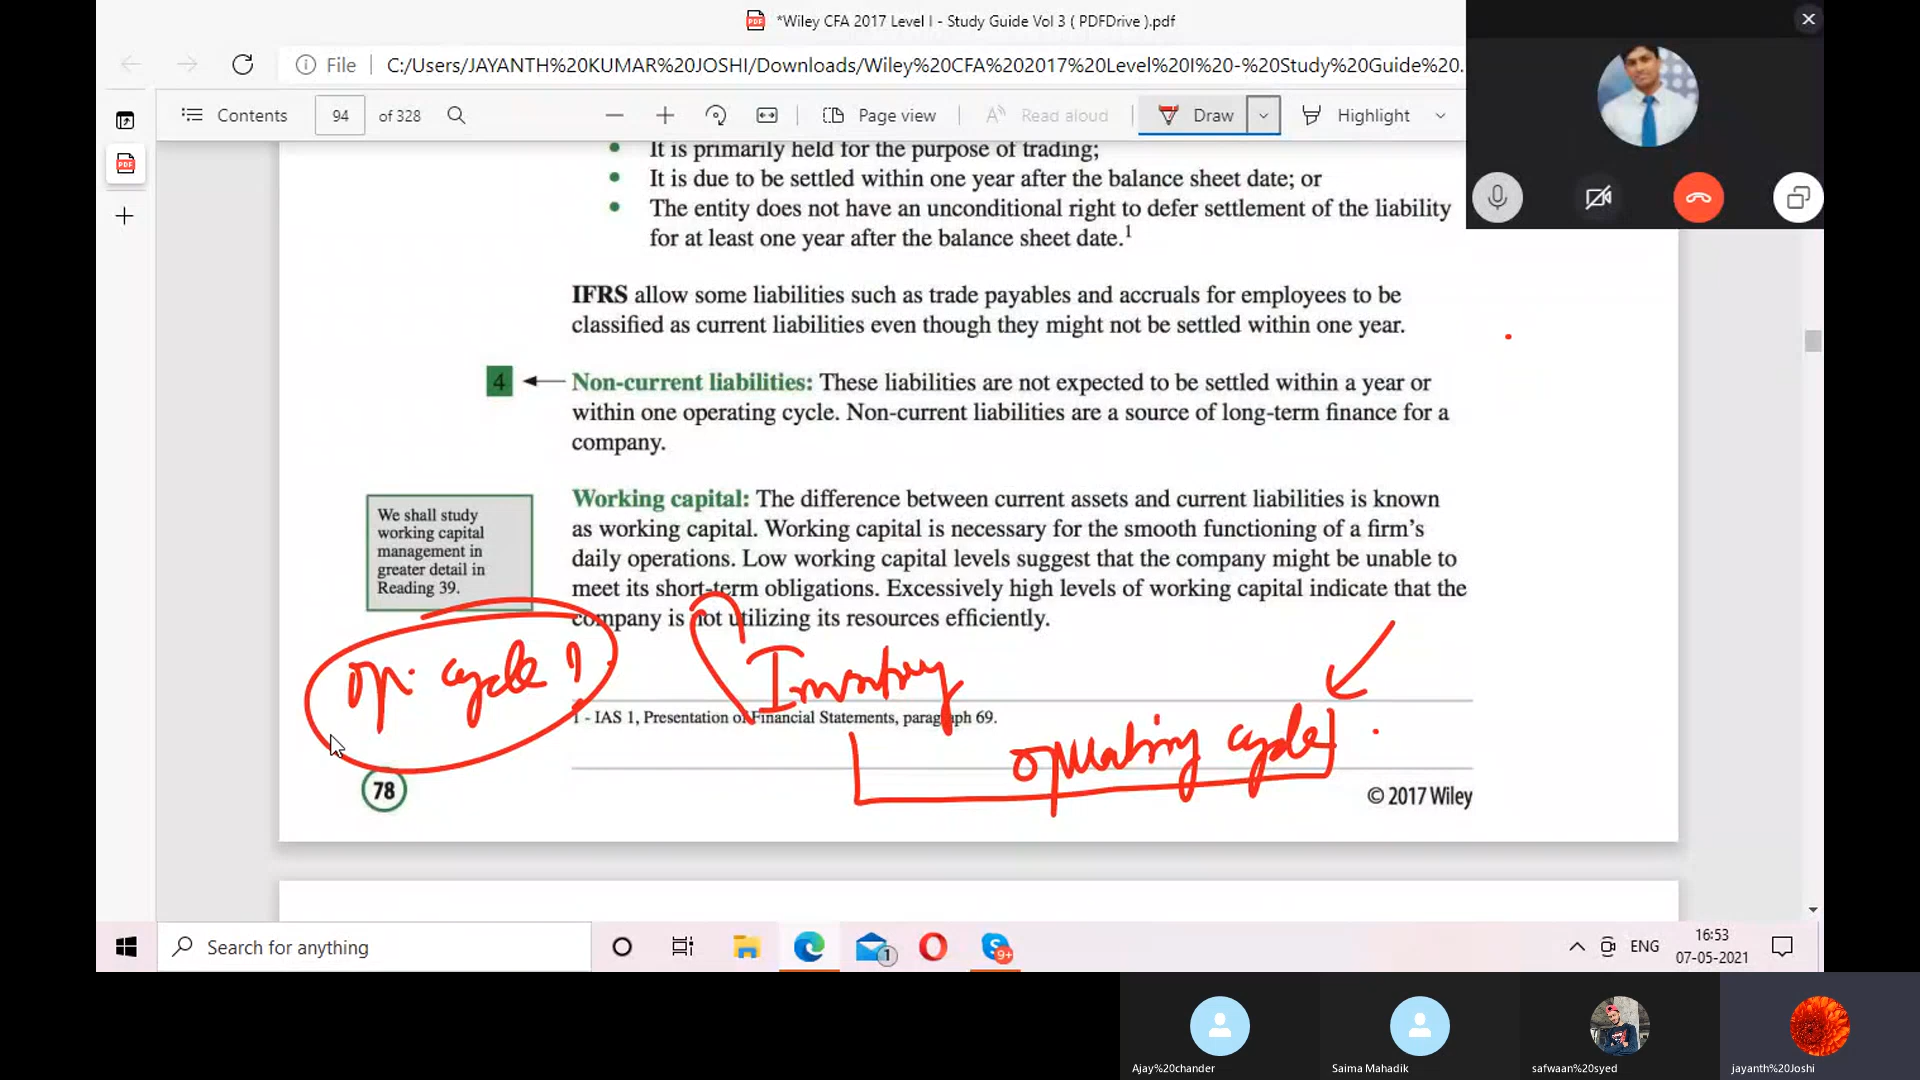 *Wiley CFA 2017 Level I - Study Guide Vol 3 ( PDFDrive ).pdf
File
C:/Users/JAYANTH%20KUMAR%20JOSHI/Downloads/Wiley%20CFA%202017%20Level%20I%20-%20Study%20Guide%20.
Contents 94 of 328 Page view Read aloud Draw Highlight
It is primarily held for the purpose of trading;
It is due to be settled within one year after the balance sheet date; or
The entity does not have an unconditional right to defer settlement of the liability
for at least one year after the balance sheet date.1
IFRS allow some liabilities such as trade payables and accruals for employees to be
classified as current liabilities even though they might not be settled within one year.
4
Non-current liabilities: These liabilities are not expected to be settled within a year or
within one operating cycle. Non-current liabilities are a source of long-term finance for a
company.
We shall study
working capital
management in
greater detail in
Reading 39.
Working capital: The difference between current assets and current liabilities is known
as working capital. Working capital is necessary for the smooth functioning of a firm's
daily operations. Low working capital levels suggest that the company might be unable to
meet its short-term obligations. Excessively high levels of working capital indicate that the
company is not utilizing its resources efficiently.
op. cycle
Inventory
1 - IAS 1, Presentation of Financial Statements, paragraph 69.
operating cycle
78
© 2017 Wiley
Search for anything
1
9+
ENG
16:53
07-05-2021
Ajay%20chander
Saima Mahadik
safwaan%20syed
jayanth%20Joshi